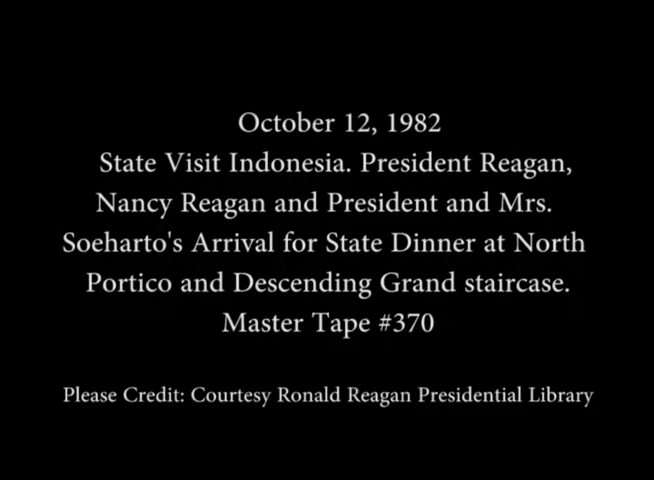 October 12, 1982
State Visit Indonesia. President Reagan,
Nancy Reagan and President and Mrs.
Soeharto's Arrival for State Dinner at North
Portico and Descending Grand staircase.
Master Tape #370
Please Credit: Courtesy Ronald Reagan Presidential Library